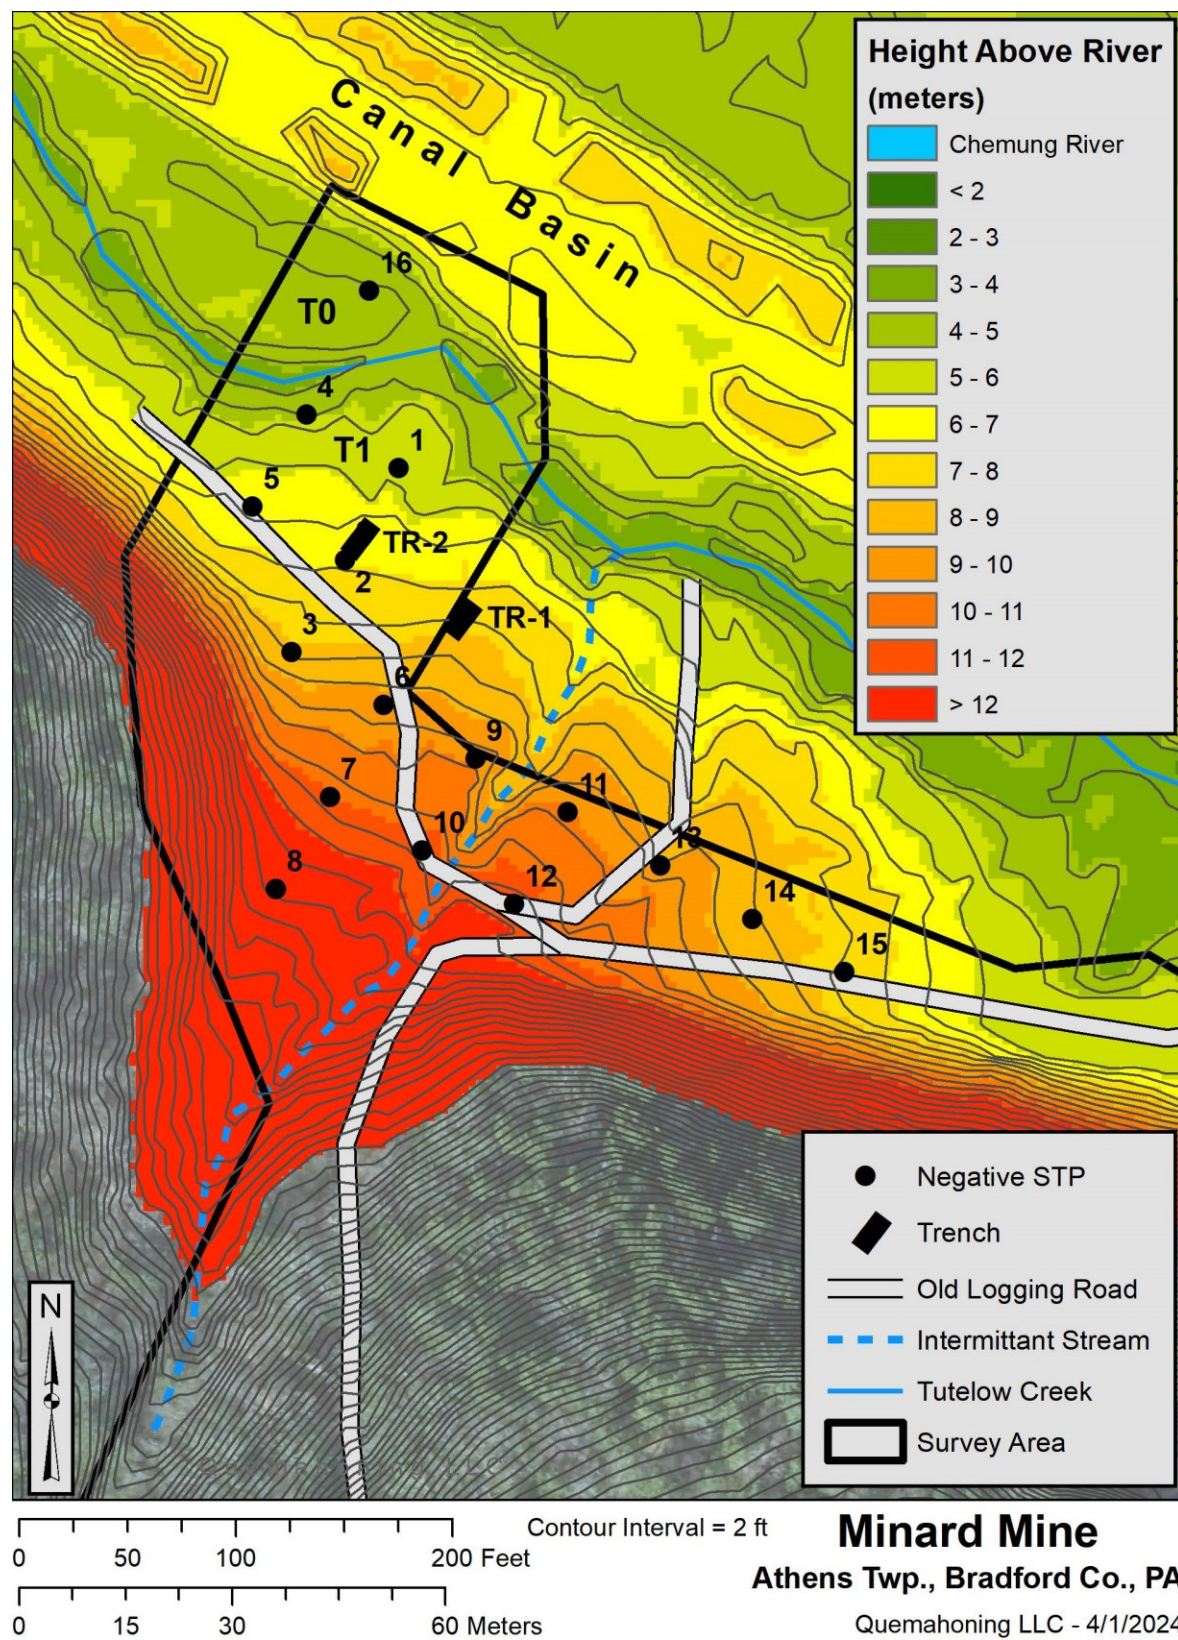 Height Above River
(meters)
Chemung River
< 2
2 - 3
3 - 4
4 - 5
5 - 6
6 - 7
7 - 8
8 - 9
9 - 10
10 - 11
11 - 12
> 12
Canal Basin
16
T0
4
T1
1
5
TR-2
2
TR-1
3
6
9
7
11
10
13
8
12
14
15
Negative STP
Trench
Old Logging Road
Intermittant Stream
Tutelow Creek
Survey Area
N
0 50 100 200 Feet
0 15 30 60 Meters
Contour Interval = 2 ft
Minard Mine
Athens Twp., Bradford Co., PA
Quemahoning LLC - 4/1/2024